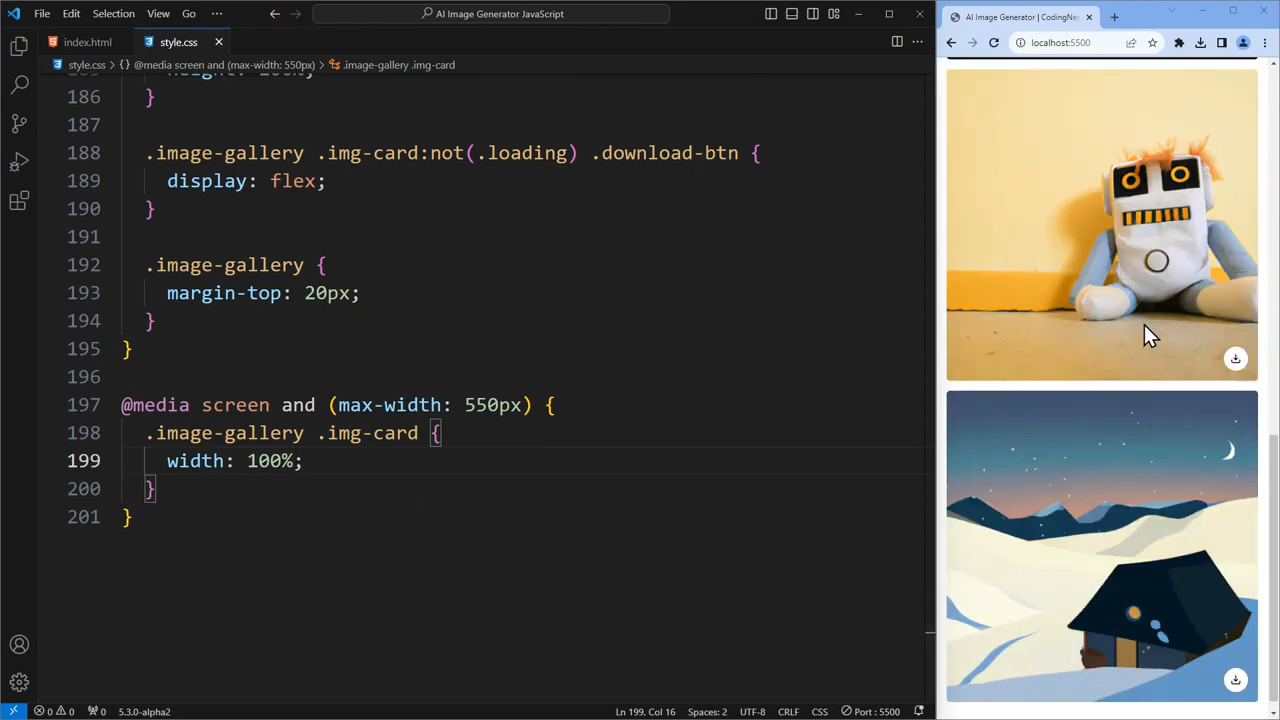 File Edit Selection View Go ··· AI Image Generator JavaScript
AI Image Generator | CodingNe
localhost:5500
index.html style.css
style.css > {} @media screen and (max-width: 550px) > .image-gallery .img-card
186 }
187
188 .image-gallery .img-card:not(.loading) .download-btn {
189 display: flex;
190 }
191
192 .image-gallery {
193 margin-top: 20px;
194 }
195 }
196
197 @media screen and (max-width: 550px) {
198 .image-gallery .img-card {
199 width: 100%;
200 }
201 }
0 0 0 5.3.0-alpha2 Ln 199, Col 16 Spaces: 2 UTF-8 CRLF CSS Port : 5500